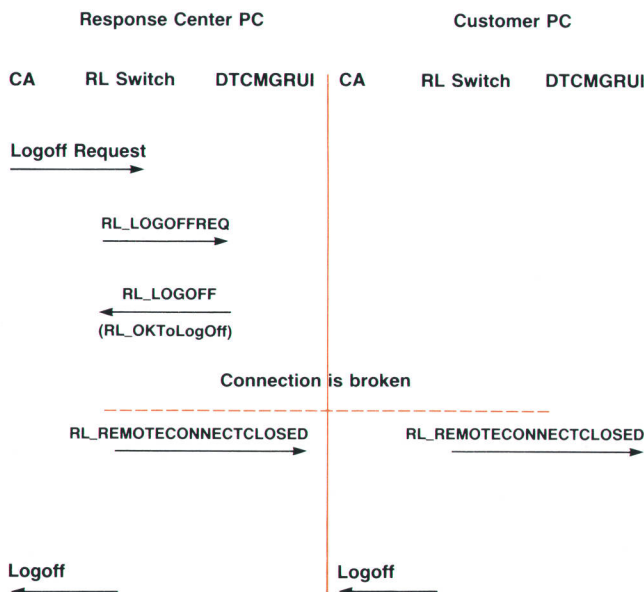 Response Center PC Customer PC
CA RL Switch DTCMGRUI CA RL Switch DTCMGRUI
Logoff Request
RL_LOGOFFREQ
RL_LOGOFF
(RL_OKToLogOff)
Connection is broken
RL_REMOTECONNECTCLOSED RL_REMOTECONNECTCLOSED
Logoff Logoff